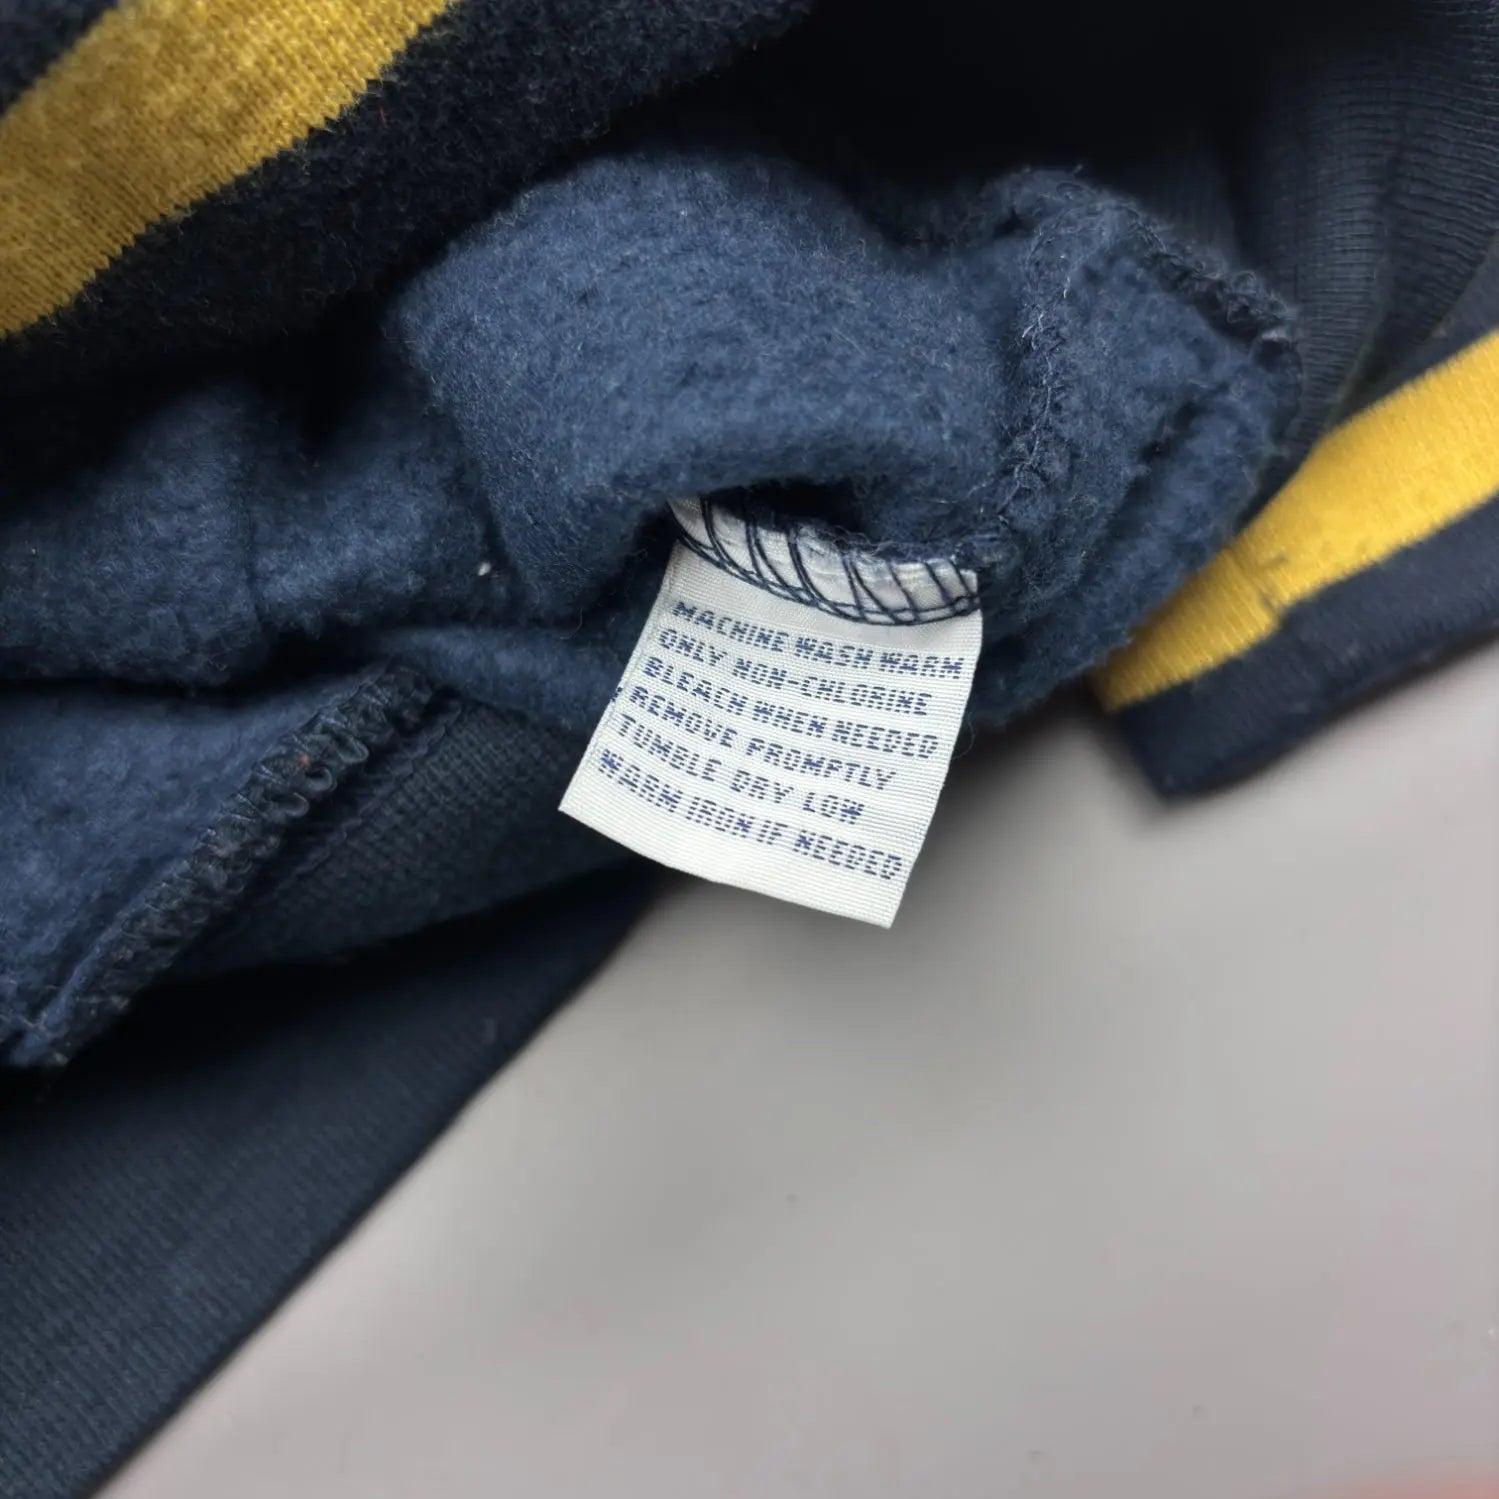 MACHINE WASH WARM
ONLY NON-CHLORINE
BLEACH WHEN NEEDED
REMOVE PROMPTLY
TUMBLE DRY LOW
WARM IRON IF NEEDED